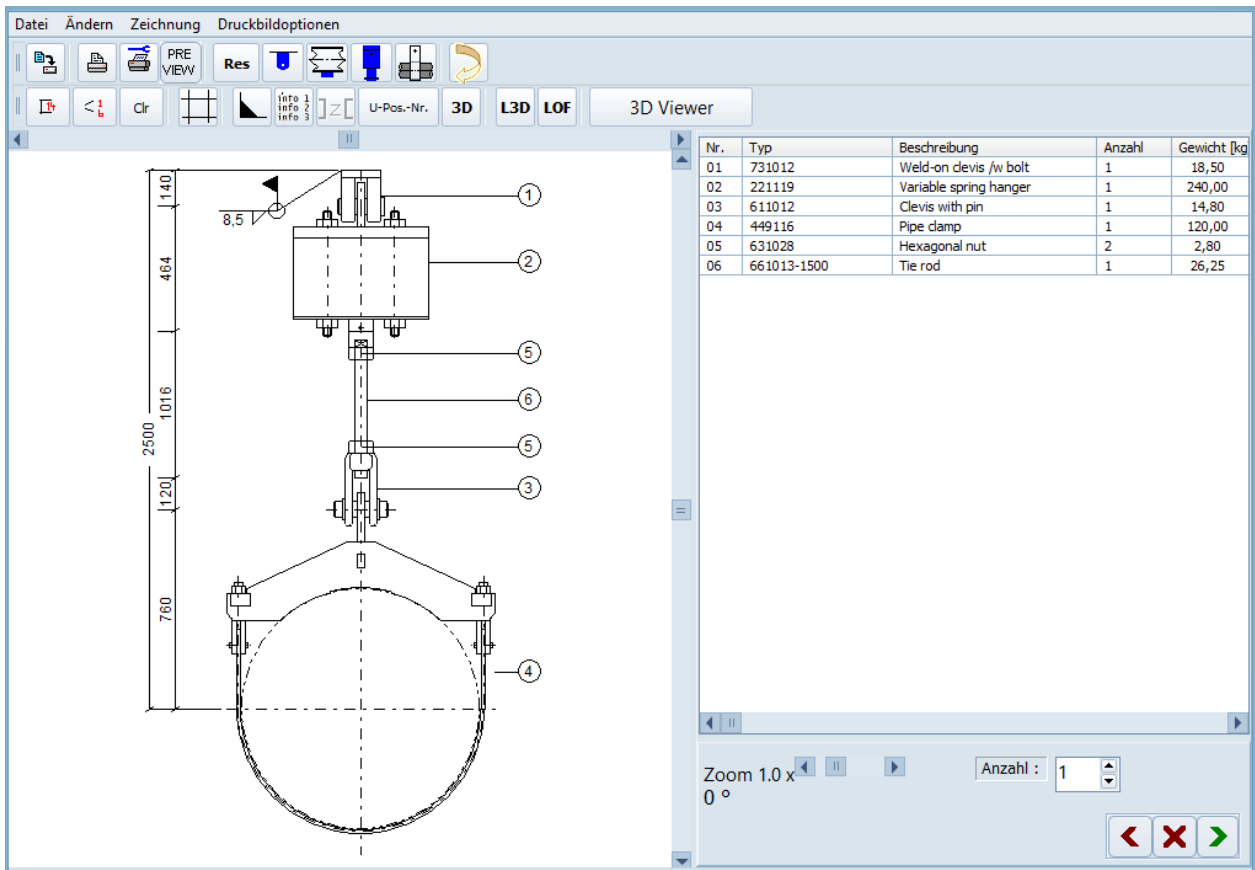 Datei Ändern Zeichnung Druckbildoptionen
PRE
VIEW
Res
Clr
info 1
info 2
info 3
]Z[
U-Pos.-Nr.
3D
L3D
LOF
3D Viewer
140
8,5
464
1016
2500
120
760
1
2
5
6
5
3
4
Nr. Typ Beschreibung Anzahl Gewicht [kg
01 731012 Weld-on clevis /w bolt 1 18,50
02 221119 Variable spring hanger 1 240,00
03 611012 Clevis with pin 1 14,80
04 449116 Pipe clamp 1 120,00
05 631028 Hexagonal nut 2 2,80
06 661013-1500 Tie rod 1 26,25
Zoom 1.0 x
0 °
Anzahl : 1